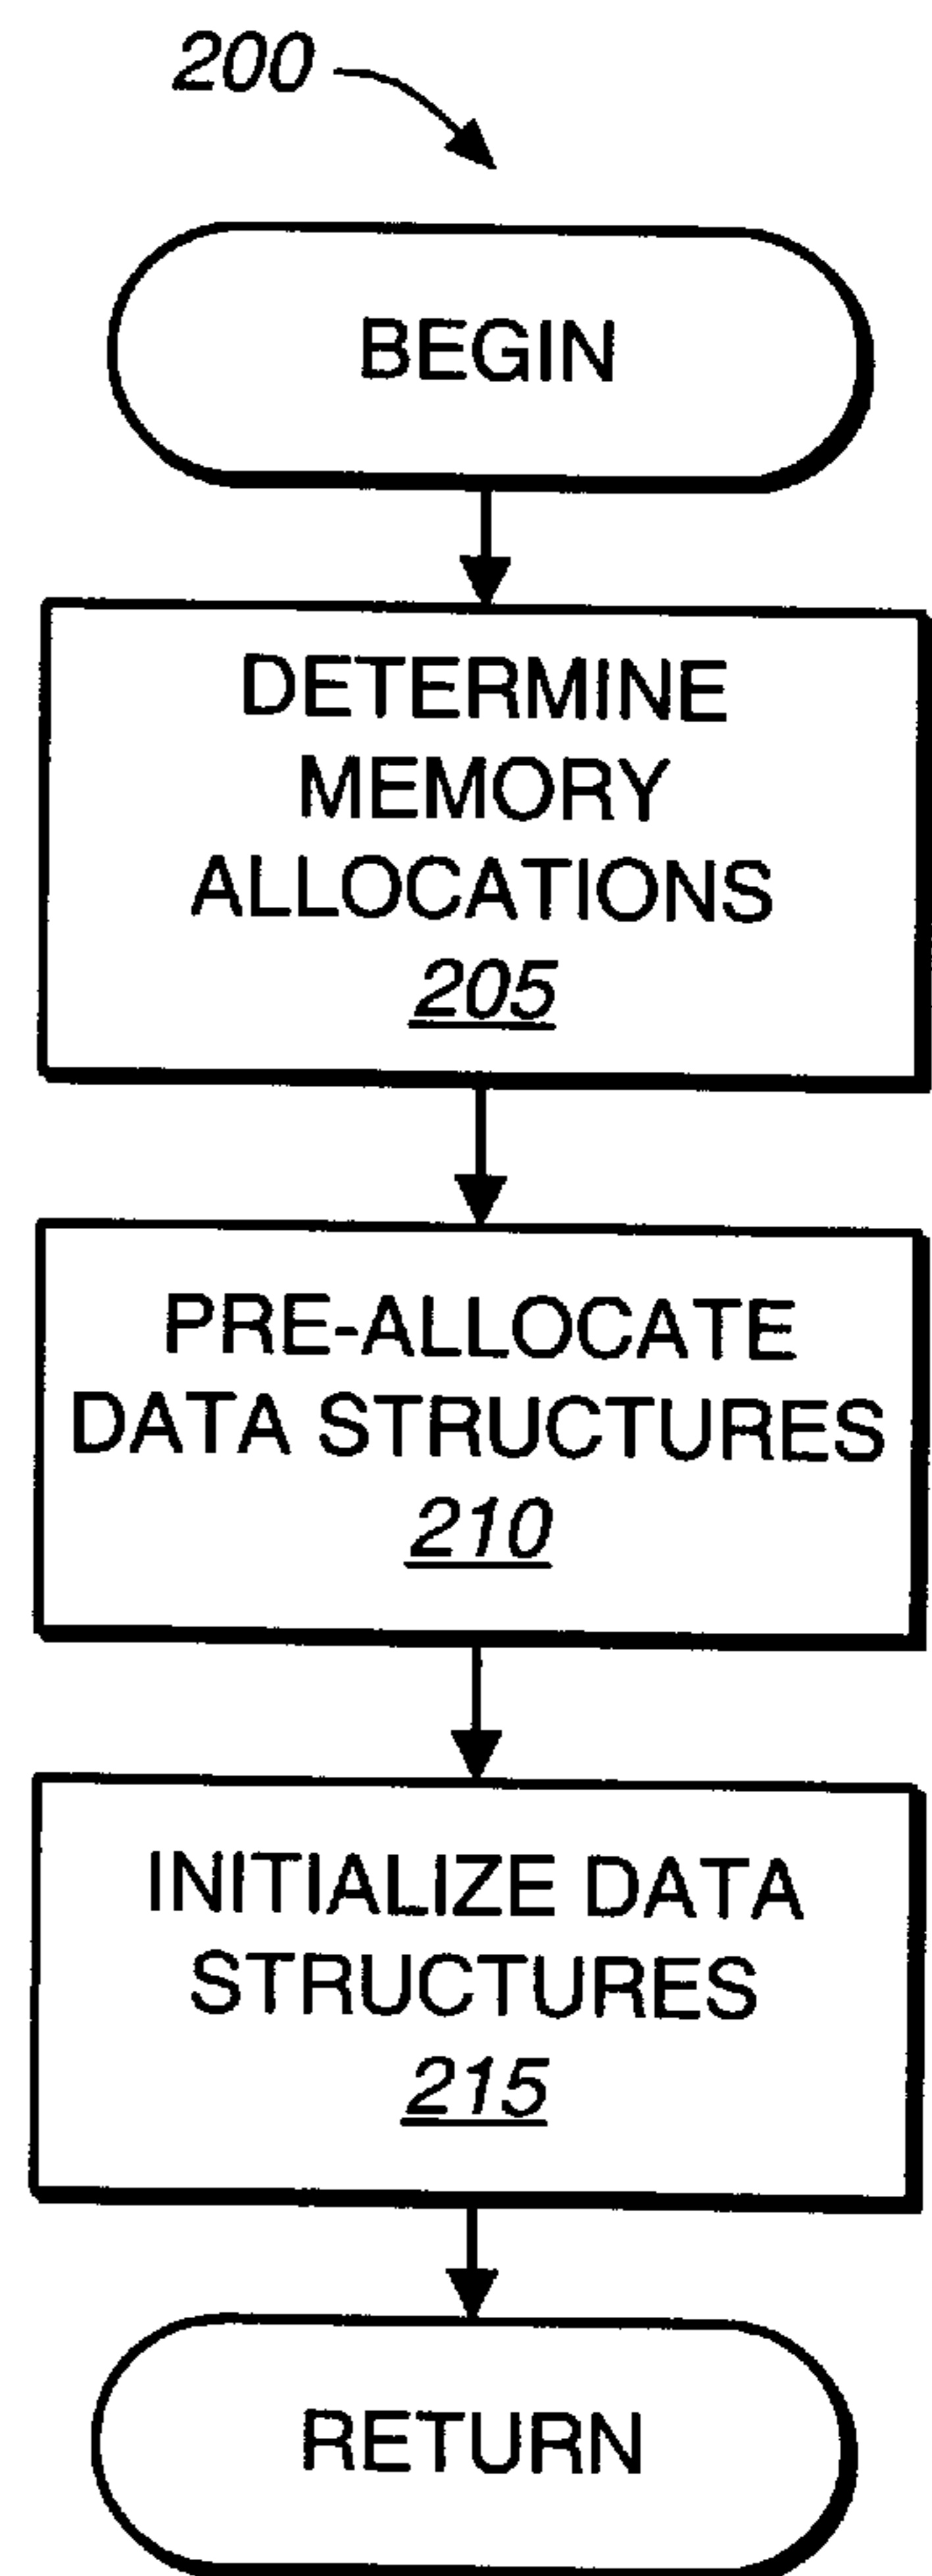 200
BEGIN
DETERMINE
MEMORY
ALLOCATIONS
205
PRE-ALLOCATE
DATA STRUCTURES
210
INITIALIZE DATA
STRUCTURES
215
RETURN